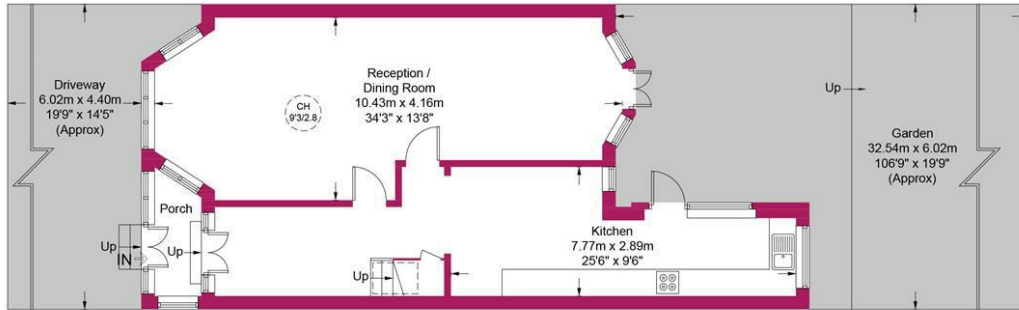 Driveway
6.02m x 4.40m
19'9" x 14'5"
(Approx)
Reception /
Dining Room
10.43m x 4.16m
34'3" x 13'8"
CH
9'3/2.8
Up
Garden
32.54m x 6.02m
106'9" x 19'9"
(Approx)
Porch
Up
IN
Up
Up
Kitchen
7.77m x 2.89m
25'6" x 9'6"